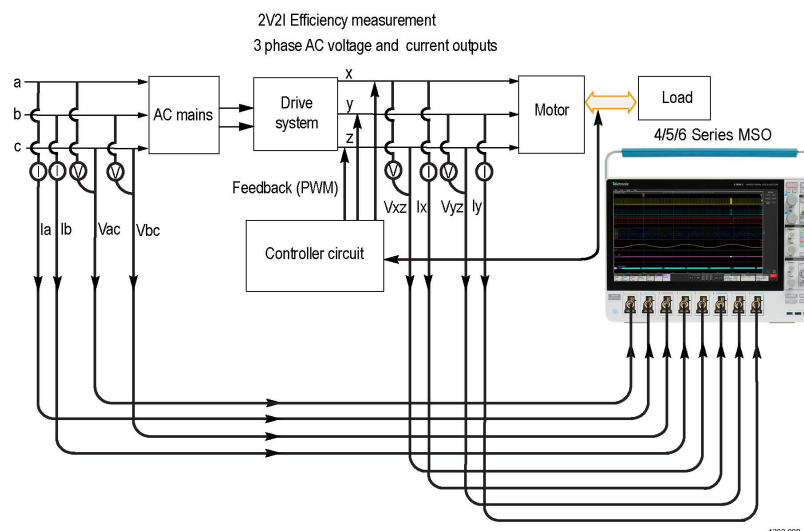 2V2I Efficiency measurement
3 phase AC voltage and current outputs
a
b
c
AC mains
Drive
system
x
y
z
Motor
Load
4/5/6 Series MSO
Tektronix
I
I
V
V
V
I
V
I
Feedback (PWM)
Ia
Ib
Vac
Vbc
Vxz
Ix
Vyz
Iy
Controller circuit